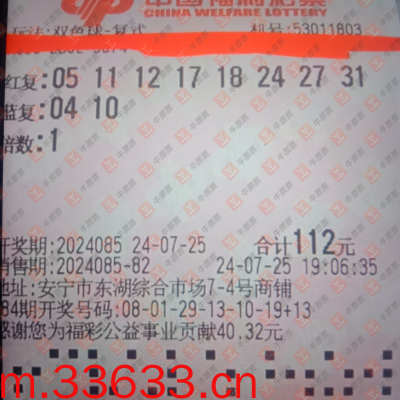 中国福利彩票
CHINA WELFARE LOTTERY
玩法:双色球-复式
机号:53011803
红复:05 11 12 17 18 24 27 31
蓝复:04 10
倍数:1
开奖期:2024085 24-07-25 合计112元
销售期:2024085-82 24-07-25 19:06:35
地址:安宁市东湖综合市场7-4号商铺
84期开奖号码:08-01-29-13-10-19+13
感谢您为福彩公益事业贡献40.32元
m.33633.cn